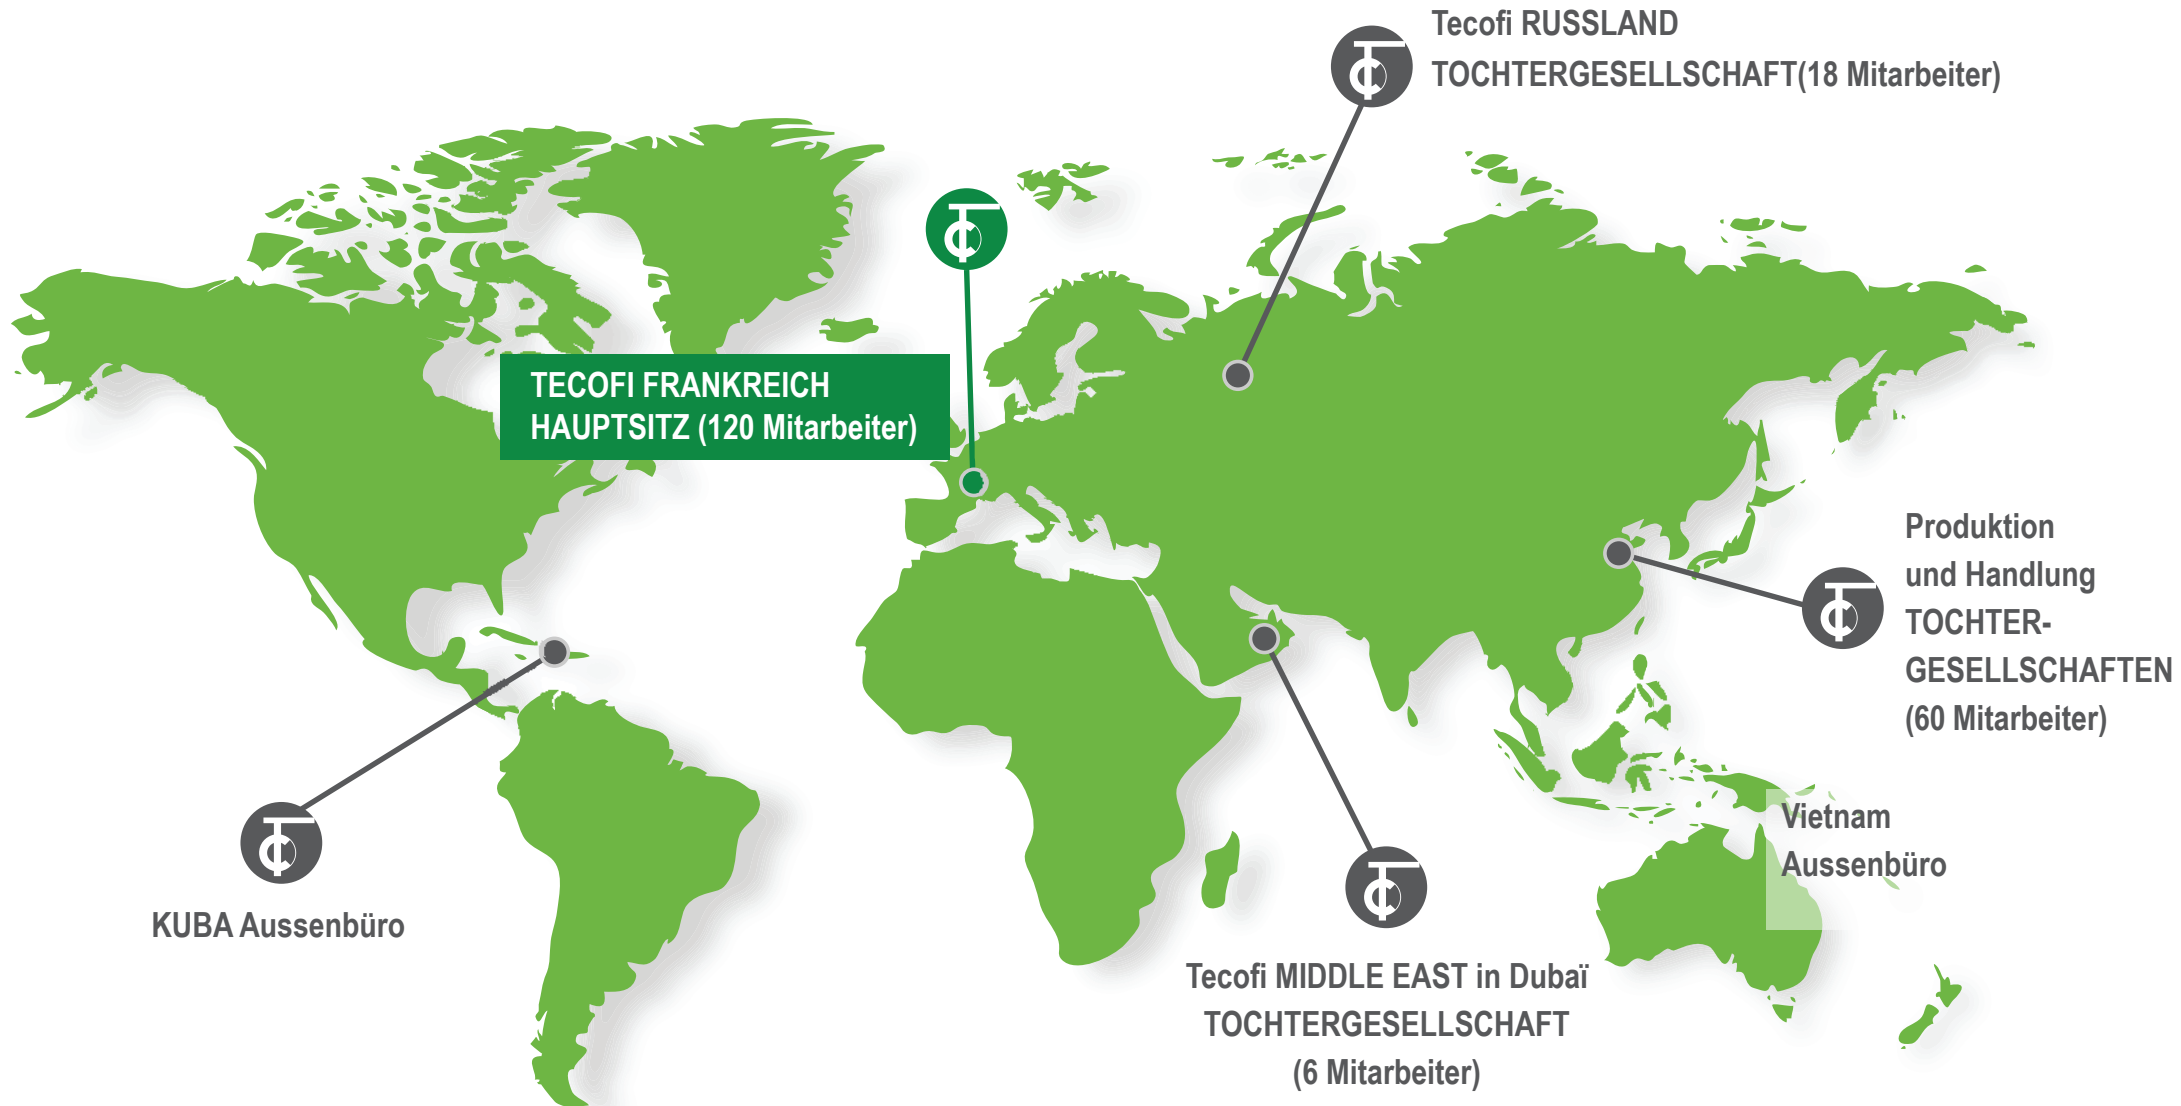 Tecofi RUSSLAND
TOCHTERGESELLSCHAFT(18 Mitarbeiter)
TECOFI FRANKREICH
HAUPTSITZ (120 Mitarbeiter)
Produktion
und Handlung
TOCHTER-
GESELLSCHAFTEN
(60 Mitarbeiter)
Vietnam
Aussenbüro
KUBA Aussenbüro
Tecofi MIDDLE EAST in Dubaï
TOCHTERGESELLSCHAFT
(6 Mitarbeiter)